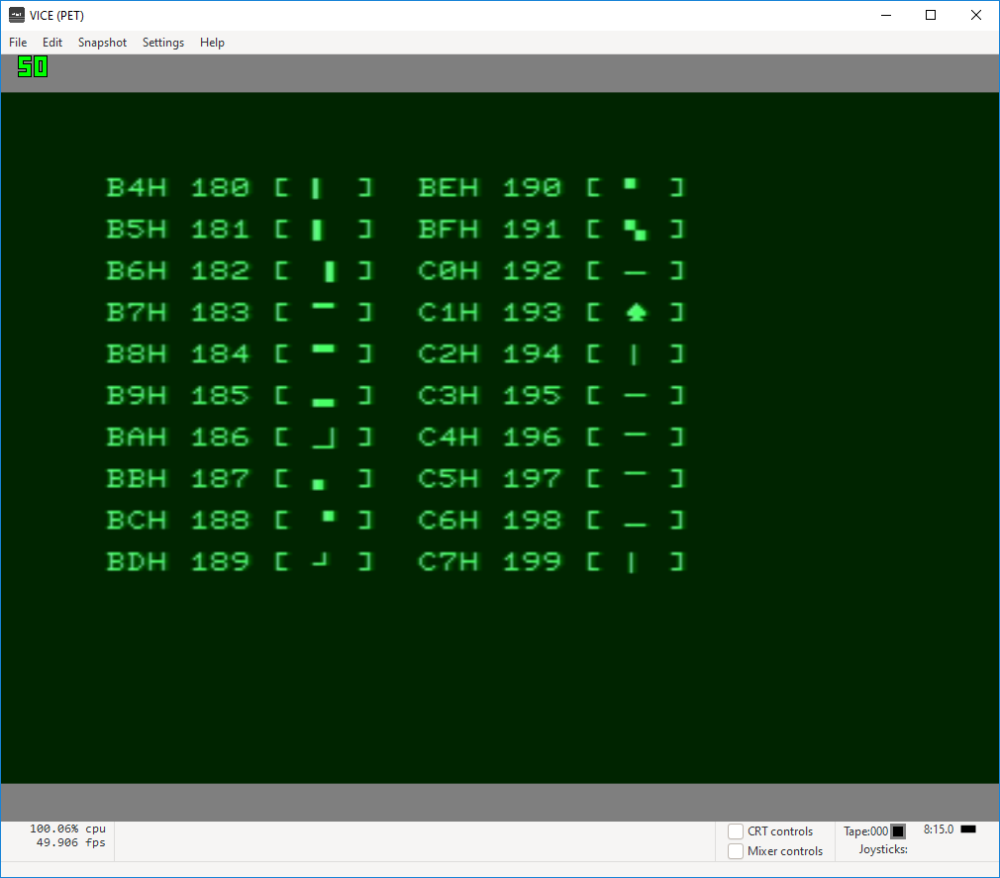 VICE (PET)
File Edit Snapshot Settings Help
50
B4H 180 [ ▎ ] BEH 190 [ ▘ ]
B5H 181 [ ▍ ] BFH 191 [ ▚ ]
B6H 182 [ ▐ ] C0H 192 [ ─ ]
B7H 183 [ ▔ ] C1H 193 [ ♠ ]
B8H 184 [ ▀ ] C2H 194 [ │ ]
B9H 185 [ ▂ ] C3H 195 [ ─ ]
BAH 186 [ ┘ ] C4H 196 [ ─ ]
BBH 187 [ ▖ ] C5H 197 [ ▔ ]
BCH 188 [ ▝ ] C6H 198 [ _ ]
BDH 189 [ ┘ ] C7H 199 [ | ]
100.06% cpu
49.906 fps
CRT controls
Mixer controls
Tape:000
Joysticks:
8:15.0